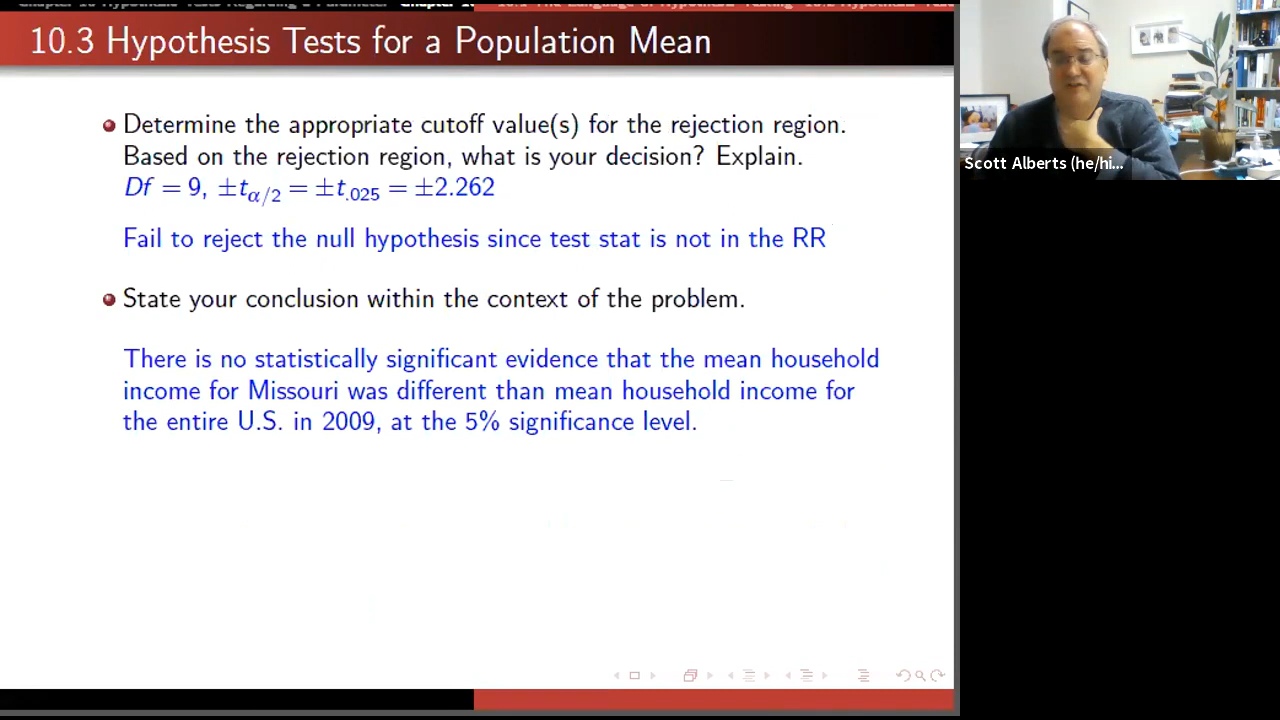 10.3 Hypothesis Tests for a Population Mean
Determine the appropriate cutoff value(s) for the rejection region.
Based on the rejection region, what is your decision? Explain.
Df = 9, ±t_{α/2} = ±t_{.025} = ±2.262
Fail to reject the null hypothesis since test stat is not in the RR
State your conclusion within the context of the problem.
There is no statistically significant evidence that the mean household
income for Missouri was different than mean household income for
the entire U.S. in 2009, at the 5% significance level.
Scott Alberts (he/hi...